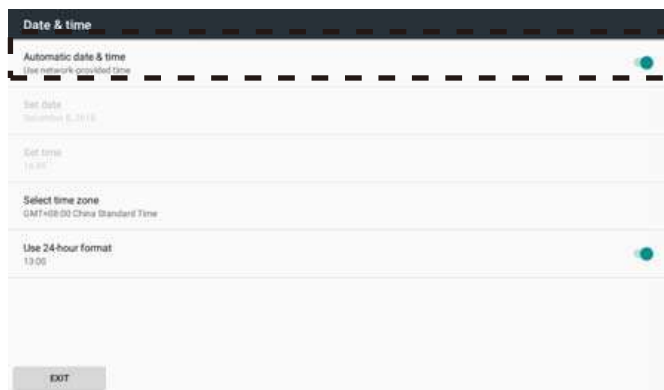 Date & time
Automatic date & time
Use network-provided time
Set date
Set time
Select time zone
GMT+08:00 China Standard Time
Use 24-hour format
13:00
EXIT